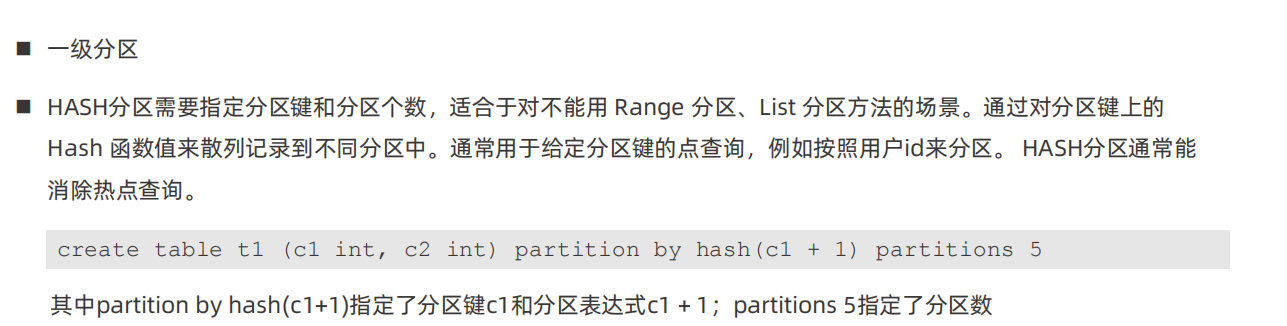 ■ 一级分区
■ HASH分区需要指定分区键和分区个数，适合于对不能用 Range 分区、List 分区方法的场景。通过对分区键上的
Hash 函数值来散列记录到不同分区中。通常用于给定分区键的点查询，例如按照用户id来分区。 HASH分区通常能
消除热点查询。
create table t1 (c1 int, c2 int) partition by hash(c1 + 1) partitions 5
其中partition by hash(c1+1)指定了分区键c1和分区表达式c1 + 1；partitions 5指定了分区数